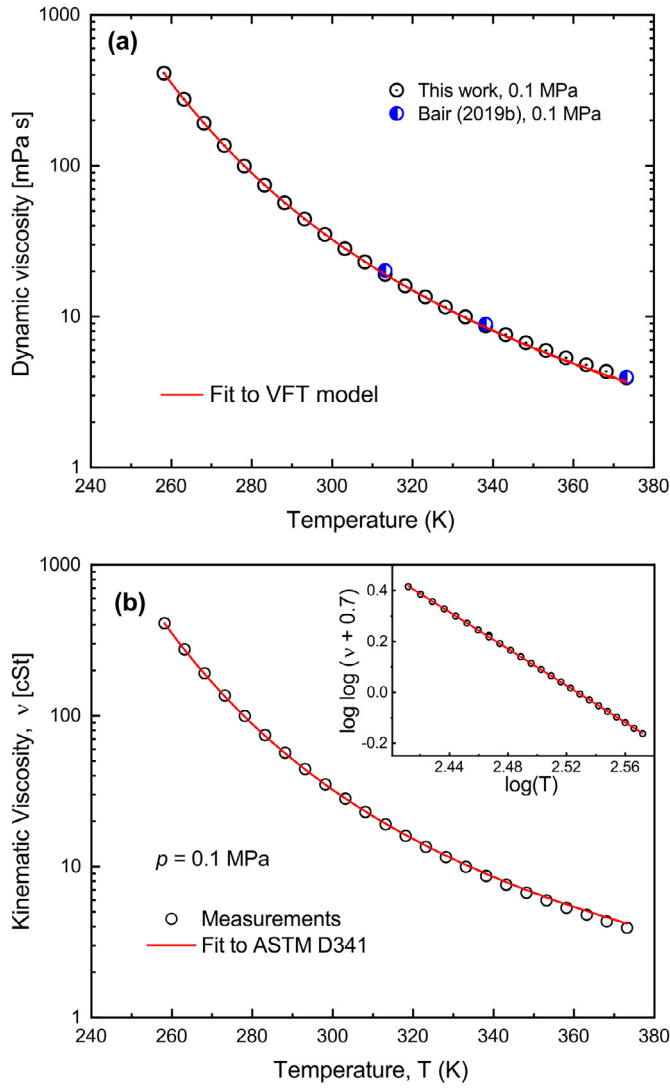 (a)
This work, 0.1 MPa
Bair (2019b), 0.1 MPa
Fit to VFT model
Dynamic viscosity [mPa s]
1000
100
10
1
240 260 280 300 320 340 360 380
Temperature (K)
(b)
0.4
0.2
0.0
-0.2
log log (ν + 0.7)
2.44 2.48 2.52 2.56
log(T)
p = 0.1 MPa
Measurements
Fit to ASTM D341
Kinematic Viscosity, ν [cSt]
1000
100
10
1
240 260 280 300 320 340 360 380
Temperature, T (K)